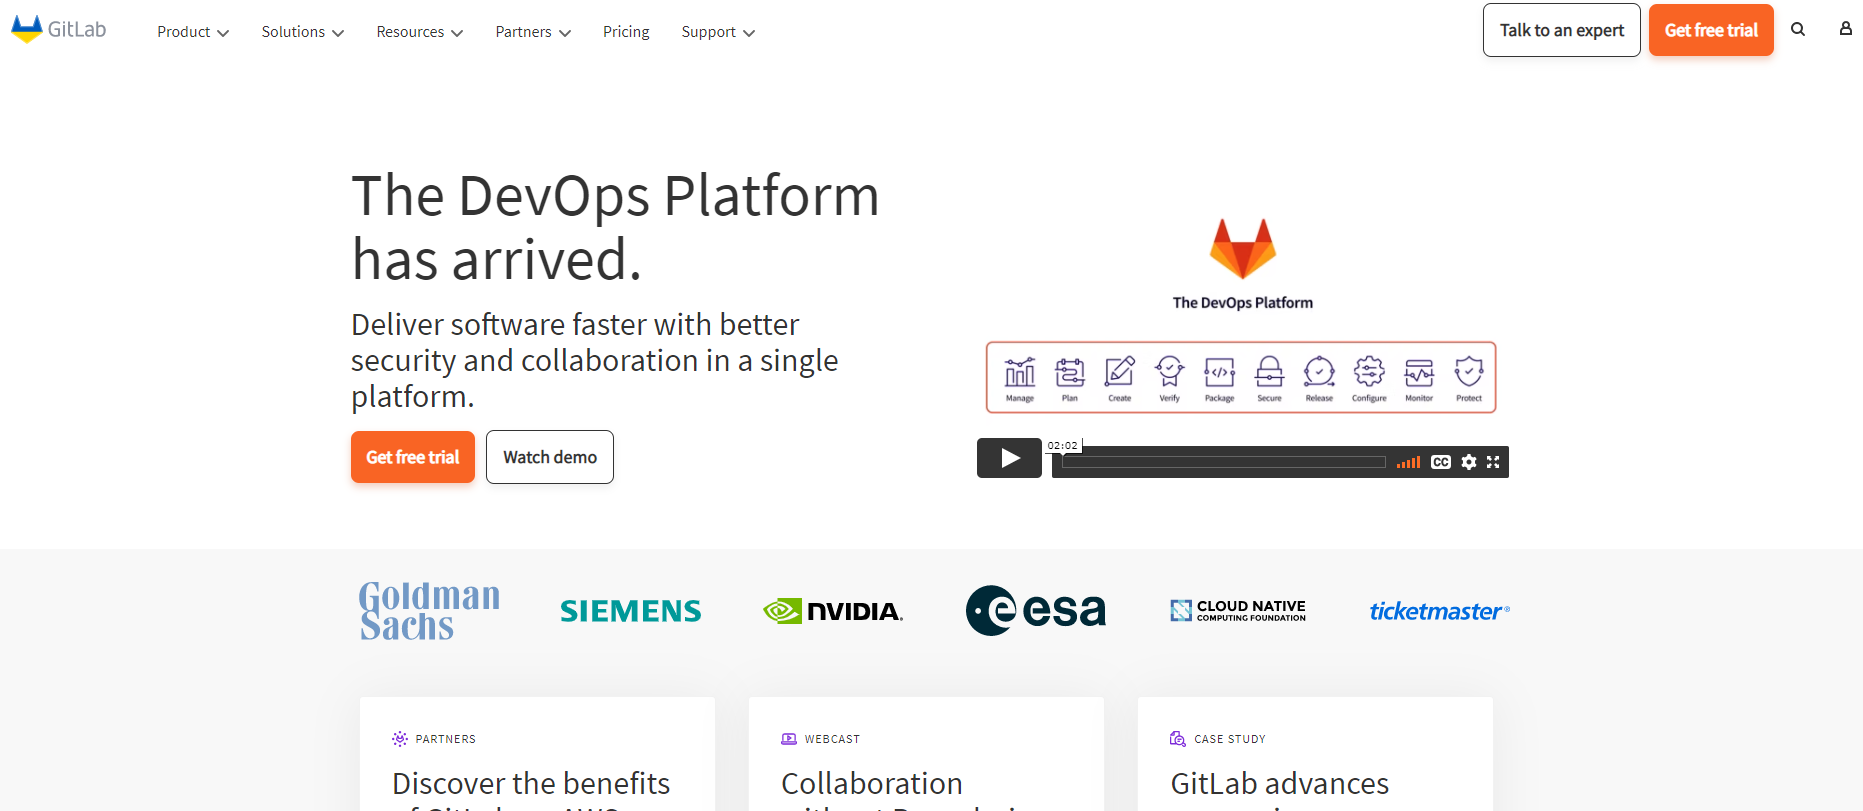 GitLab
Product
Solutions
Resources
Partners
Pricing
Support
Talk to an expert
Get free trial
The DevOps Platform
has arrived.
Deliver software faster with better
security and collaboration in a single
platform.
Get free trial
Watch demo
The DevOps Platform
Manage
Plan
Create
Verify
Package
Secure
Release
Configure
Monitor
Protect
02:02
CC
Goldman
Sachs
SIEMENS
NVIDIA.
esa
CLOUD NATIVE
COMPUTING FOUNDATION
ticketmaster®
PARTNERS
Discover the benefits
WEBCAST
Collaboration
CASE STUDY
GitLab advances